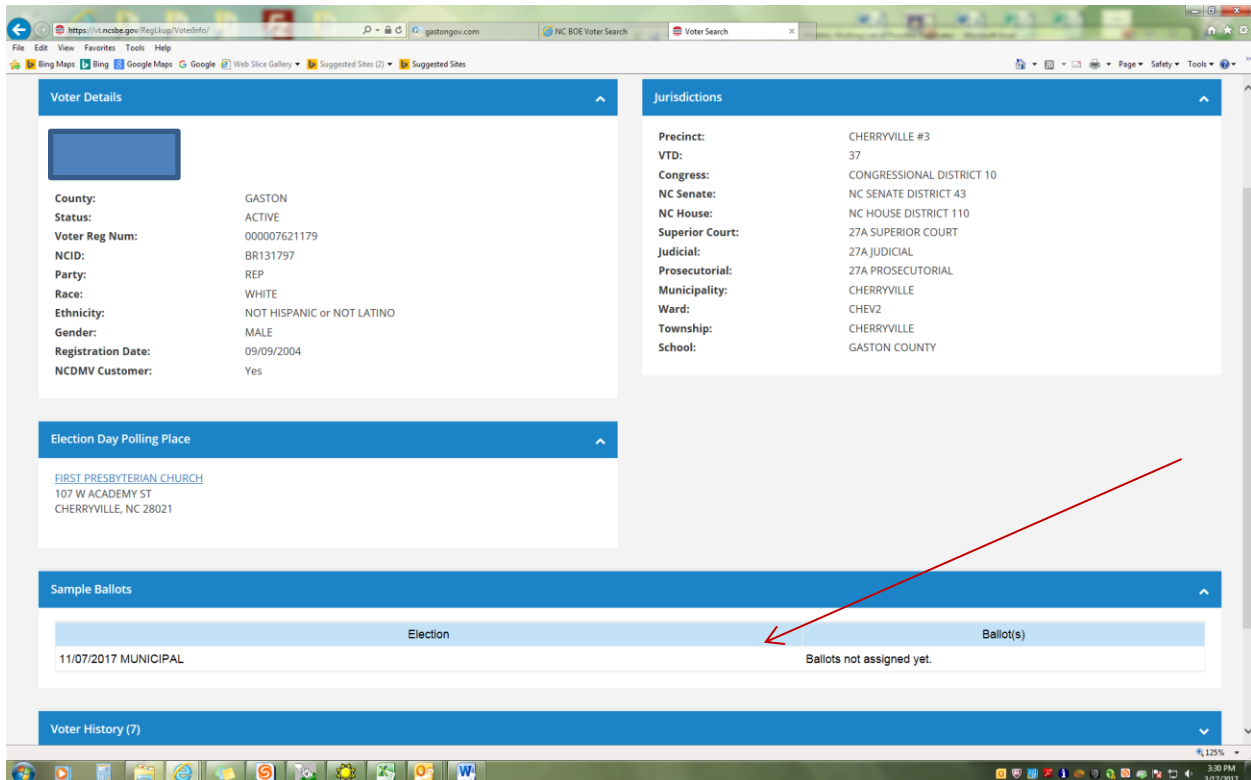 https://vt.ncsbe.gov/RegLkup/VoterInfo/
gastongov.com
NC BOE Voter Search
Voter Search
File Edit View Favorites Tools Help
Bing Maps Bing Google Maps Google Web Slice Gallery Suggested Sites (2) Suggested Sites
Page Safety Tools
Voter Details
County: GASTON
Status: ACTIVE
Voter Reg Num: 000007621179
NCID: BR131797
Party: REP
Race: WHITE
Ethnicity: NOT HISPANIC or NOT LATINO
Gender: MALE
Registration Date: 09/09/2004
NCDMV Customer: Yes
Jurisdictions
Precinct: CHERRYVILLE #3
VTD: 37
Congress: CONGRESSIONAL DISTRICT 10
NC Senate: NC SENATE DISTRICT 43
NC House: NC HOUSE DISTRICT 110
Superior Court: 27A SUPERIOR COURT
Judicial: 27A JUDICIAL
Prosecutorial: 27A PROSECUTORIAL
Municipality: CHERRYVILLE
Ward: CHEV2
Township: CHERRYVILLE
School: GASTON COUNTY
Election Day Polling Place
FIRST PRESBYTERIAN CHURCH
107 W ACADEMY ST
CHERRYVILLE, NC 28021
Sample Ballots
Election Ballot(s)
11/07/2017 MUNICIPAL Ballots not assigned yet.
Voter History (7)
125%
3:30 PM